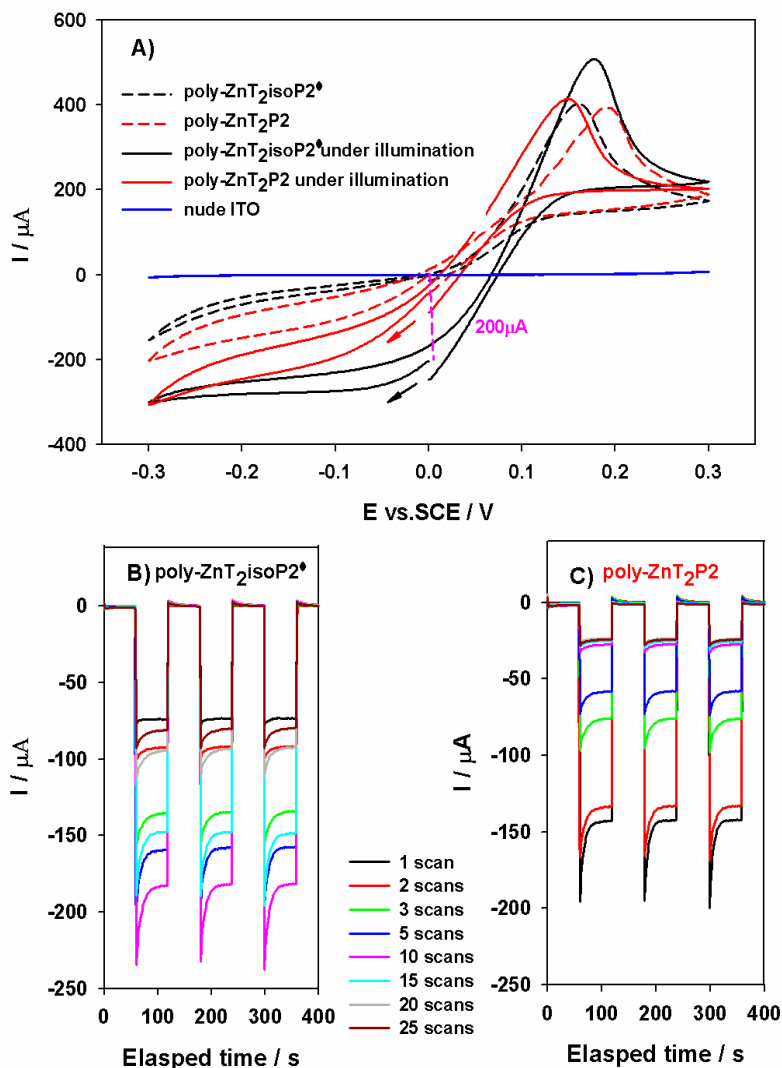 A)
poly-ZnT2isoP2♦
poly-ZnT2P2
poly-ZnT2isoP2♦under illumination
poly-ZnT2P2 under illumination
nude ITO
I / µA
600
400
200
0
-200
-400
200µA
-0.3
-0.2
-0.1
0.0
0.1
0.2
0.3
E vs.SCE / V
B) poly-ZnT2isoP2♦
I / µA
0
-50
-100
-150
-200
-250
0
100
200
300
400
Elasped time / s
1 scan
2 scans
3 scans
5 scans
10 scans
15 scans
20 scans
25 scans
C) poly-ZnT2P2
I / µA
0
-50
-100
-150
-200
-250
0
100
200
300
400
Elasped time / s